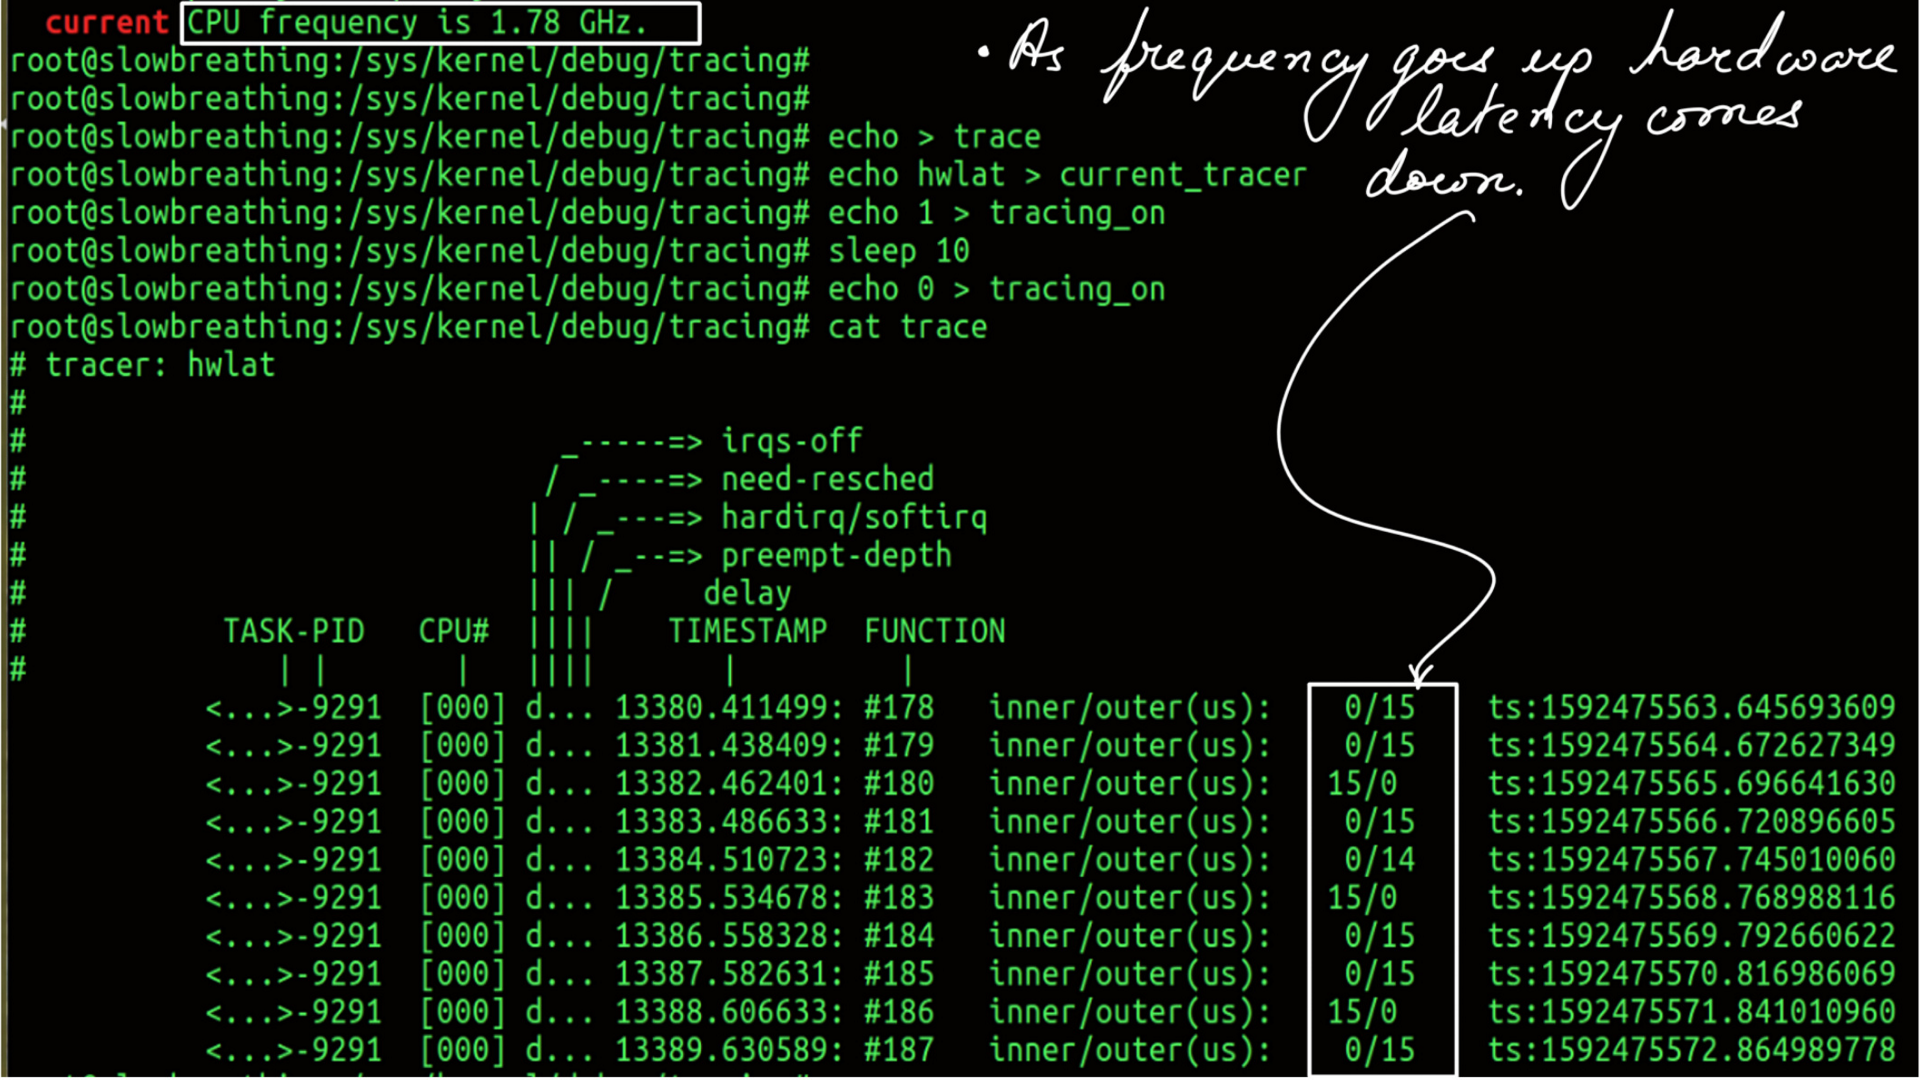 current CPU frequency is 1.78 GHz.
• As frequency goes up hardware
latency comes
down.
root@slowbreathing:/sys/kernel/debug/tracing#
root@slowbreathing:/sys/kernel/debug/tracing#
root@slowbreathing:/sys/kernel/debug/tracing# echo > trace
root@slowbreathing:/sys/kernel/debug/tracing# echo hwlat > current_tracer
root@slowbreathing:/sys/kernel/debug/tracing# echo 1 > tracing_on
root@slowbreathing:/sys/kernel/debug/tracing# sleep 10
root@slowbreathing:/sys/kernel/debug/tracing# echo 0 > tracing_on
root@slowbreathing:/sys/kernel/debug/tracing# cat trace
# tracer: hwlat
#
#                              _-----=> irqs-off
#                             / _----=> need-resched
#                            | / _---=> hardirq/softirq
#                            || / _--=> preempt-depth
#                            ||| /     delay
#           TASK-PID   CPU#  ||||    TIMESTAMP  FUNCTION
#              | |       |   ||||       |         |
           <...>-9291  [000] d... 13380.411499: #178   inner/outer(us):    0/15    ts:1592475563.645693609
           <...>-9291  [000] d... 13381.438409: #179   inner/outer(us):    0/15    ts:1592475564.672627349
           <...>-9291  [000] d... 13382.462401: #180   inner/outer(us):   15/0     ts:1592475565.696641630
           <...>-9291  [000] d... 13383.486633: #181   inner/outer(us):    0/15    ts:1592475566.720896605
           <...>-9291  [000] d... 13384.510723: #182   inner/outer(us):    0/14    ts:1592475567.745010060
           <...>-9291  [000] d... 13385.534678: #183   inner/outer(us):   15/0     ts:1592475568.768988116
           <...>-9291  [000] d... 13386.558328: #184   inner/outer(us):    0/15    ts:1592475569.792660622
           <...>-9291  [000] d... 13387.582631: #185   inner/outer(us):    0/15    ts:1592475570.816986069
           <...>-9291  [000] d... 13388.606633: #186   inner/outer(us):   15/0     ts:1592475571.841010960
           <...>-9291  [000] d... 13389.630589: #187   inner/outer(us):    0/15    ts:1592475572.864989778